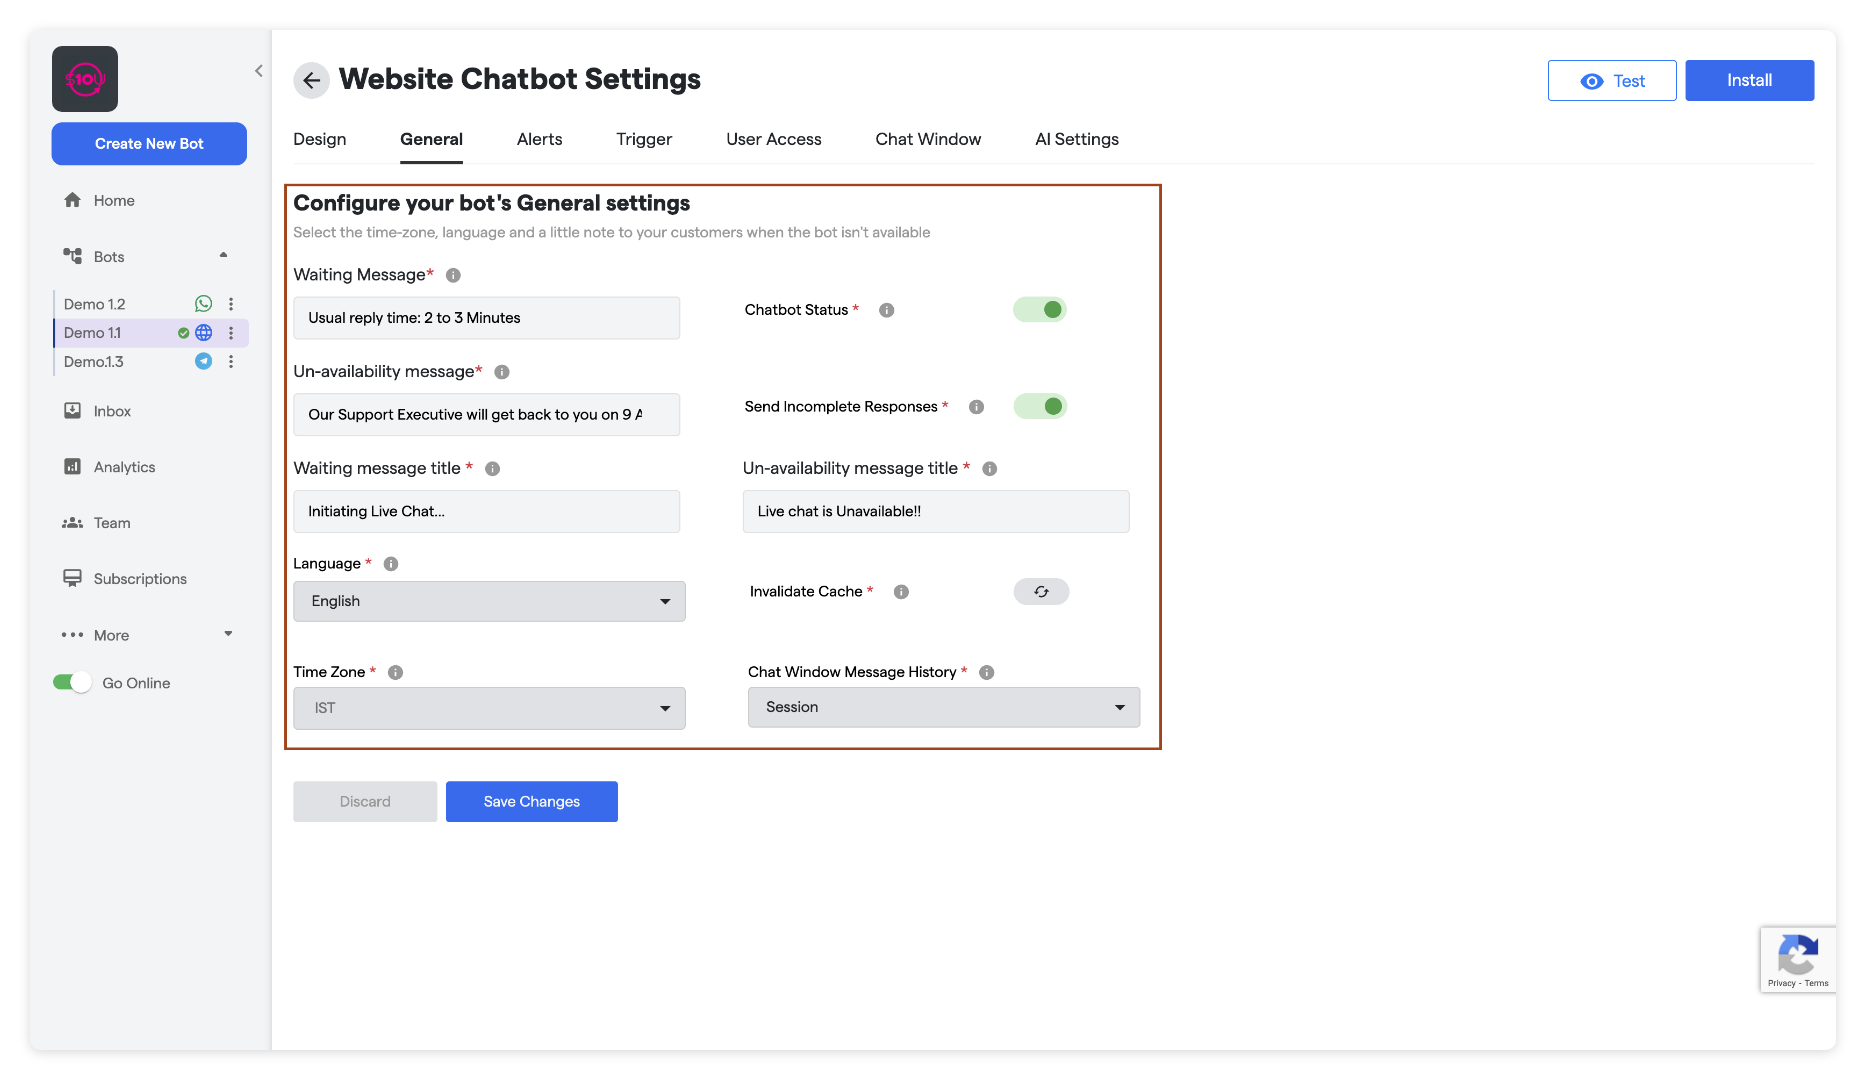 $10U
Create New Bot
Home
Bots
Demo 1.2
Demo 1.1
Demo.1.3
Inbox
Analytics
Team
Subscriptions
More
Go Online
Website Chatbot Settings
Test
Install
Design General Alerts Trigger User Access Chat Window AI Settings
Configure your bot's General settings
Select the time-zone, language and a little note to your customers when the bot isn't available
Waiting Message*
Usual reply time: 2 to 3 Minutes
Chatbot Status *
Un-availability message*
Our Support Executive will get back to you on 9 A
Send Incomplete Responses *
Waiting message title *
Initiating Live Chat...
Un-availability message title *
Live chat is Unavailable!!
Language *
English
Invalidate Cache *
Time Zone *
IST
Chat Window Message History *
Session
Discard
Save Changes
Privacy - Terms